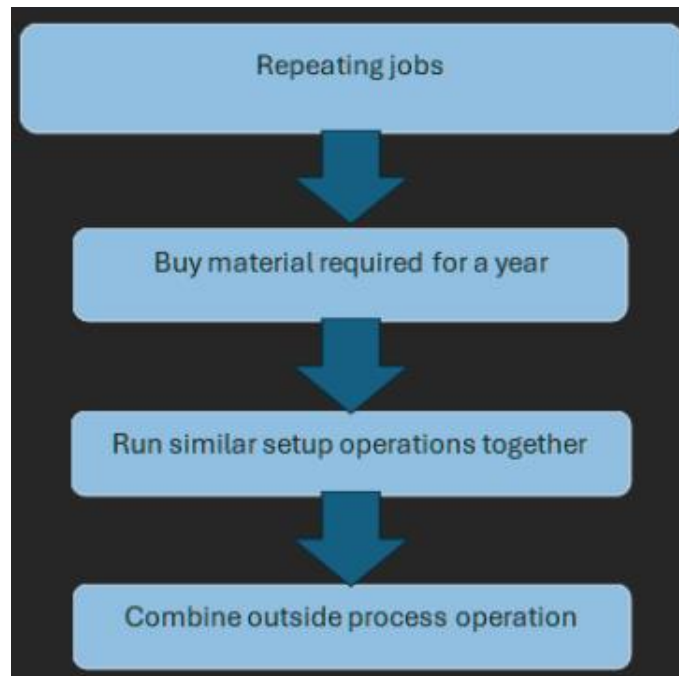 Repeating jobs
Buy material required for a year
Run similar setup operations together
Combine outside process operation